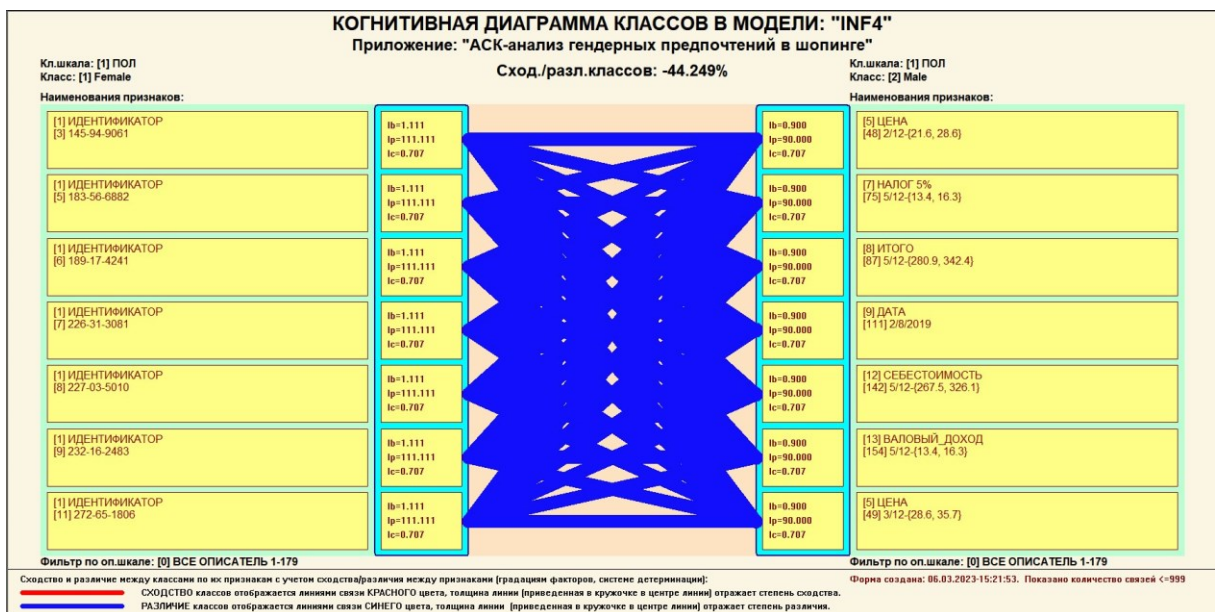 КОГНИТИВНАЯ ДИАГРАММА КЛАССОВ В МОДЕЛИ: "INF4"
Приложение: "АСК-анализ гендерных предпочтений в шопинге"
Кл.шкала: [1] ПОЛ
Класс: [1] Female
Сход./разл.классов: -44.249%
Кл.шкала: [1] ПОЛ
Класс: [2] Male
Наименования признаков:
Наименования признаков:
[1] ИДЕНТИФИКАТОР
[3] 145-94-9061
Ib=1.111
Ip=111.111
Ic=0.707
Ib=0.900
Ip=90.000
Ic=0.707
[5] ЦЕНА
[48] 2/12-{21.6, 28.6}
[1] ИДЕНТИФИКАТОР
[5] 183-56-6882
Ib=1.111
Ip=111.111
Ic=0.707
Ib=0.900
Ip=90.000
Ic=0.707
[7] НАЛОГ 5%
[75] 5/12-{13.4, 16.3}
[1] ИДЕНТИФИКАТОР
[6] 189-17-4241
Ib=1.111
Ip=111.111
Ic=0.707
Ib=0.900
Ip=90.000
Ic=0.707
[8] ИТОГО
[87] 5/12-{280.9, 342.4}
[1] ИДЕНТИФИКАТОР
[7] 226-31-3081
Ib=1.111
Ip=111.111
Ic=0.707
Ib=0.900
Ip=90.000
Ic=0.707
[9] ДАТА
[111] 2/8/2019
[1] ИДЕНТИФИКАТОР
[8] 227-03-5010
Ib=1.111
Ip=111.111
Ic=0.707
Ib=0.900
Ip=90.000
Ic=0.707
[12] СЕБЕСТОИМОСТЬ
[142] 5/12-{267.5, 326.1}
[1] ИДЕНТИФИКАТОР
[9] 232-16-2483
Ib=1.111
Ip=111.111
Ic=0.707
Ib=0.900
Ip=90.000
Ic=0.707
[13] ВАЛОВЫЙ_ДОХОД
[154] 5/12-{13.4, 16.3}
[1] ИДЕНТИФИКАТОР
[11] 272-65-1806
Ib=1.111
Ip=111.111
Ic=0.707
Ib=0.900
Ip=90.000
Ic=0.707
[5] ЦЕНА
[49] 3/12-{28.6, 35.7}
Фильтр по оп.шкале: [0] ВСЕ ОПИСАТЕЛЬ 1-179
Фильтр по оп.шкале: [0] ВСЕ ОПИСАТЕЛЬ 1-179
Сходство и различие между классами по их признакам с учетом сходства/различия между признаками (градациям факторов, системе детерминации):
Форма создана: 06.03.2023-15:21:53. Показано количество связей <=999
СХОДСТВО классов отображается линиями связи КРАСНОГО цвета, толщина линии (приведенная в кружочке в центре линии) отражает степень сходства.
РАЗЛИЧИЕ классов отображается линиями связи СИНЕГО цвета, толщина линии (приведенная в кружочке в центре линии) отражает степень различия.